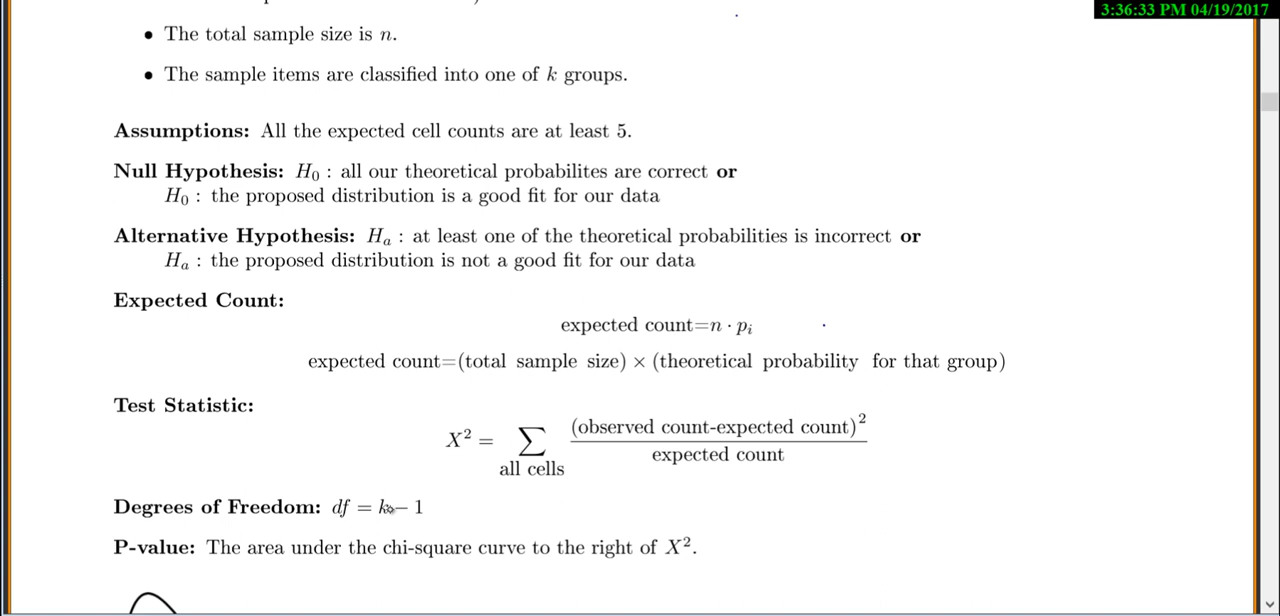 3:36:33 PM 04/19/2017
• The total sample size is n.
• The sample items are classified into one of k groups.
Assumptions: All the expected cell counts are at least 5.
Null Hypothesis: H₀ : all our theoretical probabilites are correct or
H₀ : the proposed distribution is a good fit for our data
Alternative Hypothesis: Hₐ : at least one of the theoretical probabilities is incorrect or
Hₐ : the proposed distribution is not a good fit for our data
Expected Count:
expected count=n · pᵢ
expected count=(total sample size) × (theoretical probability for that group)
Test Statistic:
X² = ∑ all cells (observed count-expected count)² / expected count
Degrees of Freedom: df = k − 1
P-value: The area under the chi-square curve to the right of X².